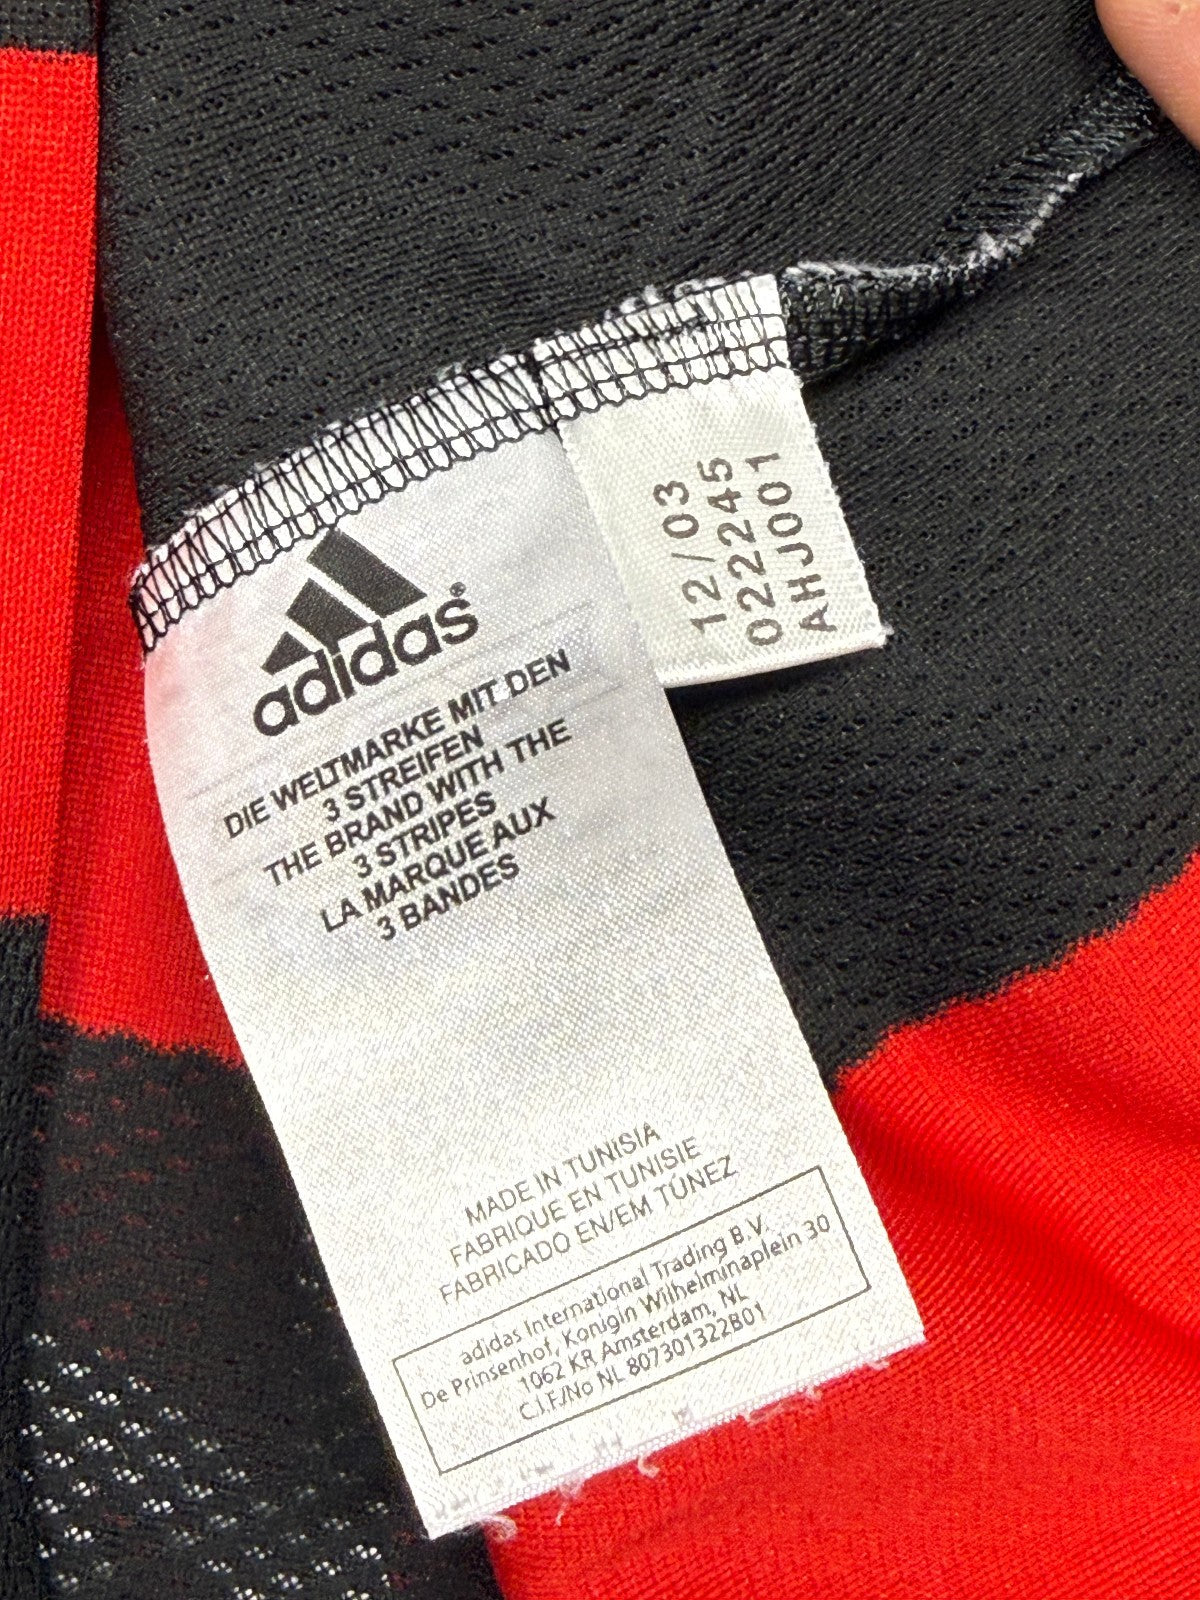 12/03
022245
AHJ001
adidas®
DIE WELTMARKE MIT DEN
3 STREIFEN
THE BRAND WITH THE
3 STRIPES
LA MARQUE AUX
3 BANDES
MADE IN TUNISIA
FABRIQUE EN TUNISIE
FABRICADO EN/EM TÚNEZ
adidas International Trading B.V.
De Prinsenhof, Konigin Wilhelminaplein 30
1062 KR Amsterdam, NL
C.I.F./No NL 807301322B01